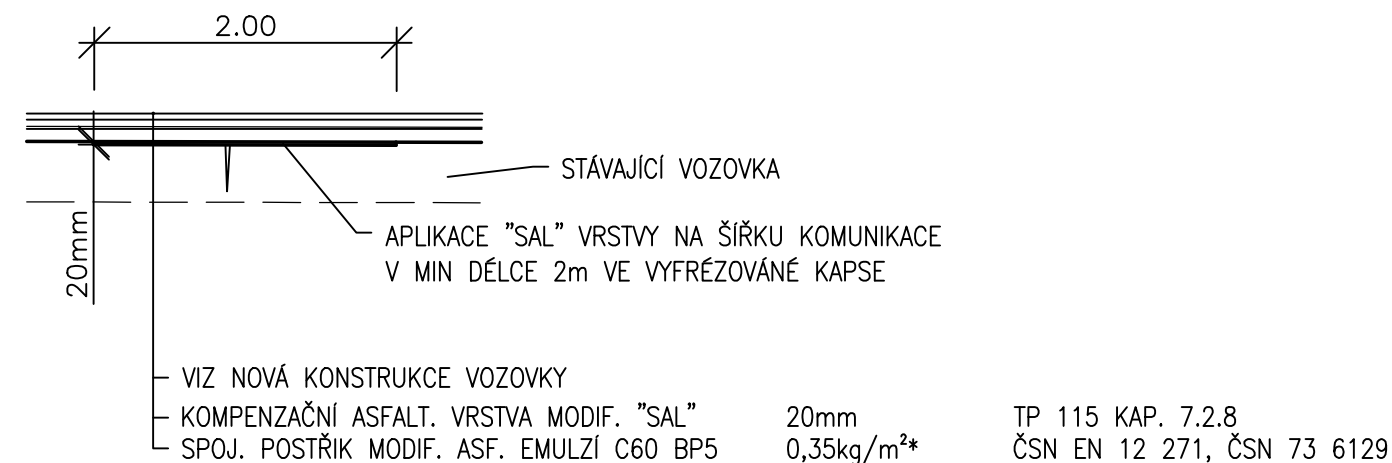 2.00
STÁVAJÍCÍ VOZOVKA
20mm
APLIKACE "SAL" VRSTVY NA ŠÍŘKU KOMUNIKACE
V MIN DÉLCE 2m VE VYFRÉZOVÁNÉ KAPSE
VIZ NOVÁ KONSTRUKCE VOZOVKY
KOMPENZAČNÍ ASFALT. VRSTVA MODIF. "SAL" 20mm TP 115 KAP. 7.2.8
SPOJ. POSTŘIK MODIF. ASF. EMULZÍ C60 BP5 0,35kg/m²* ČSN EN 12 271, ČSN 73 6129